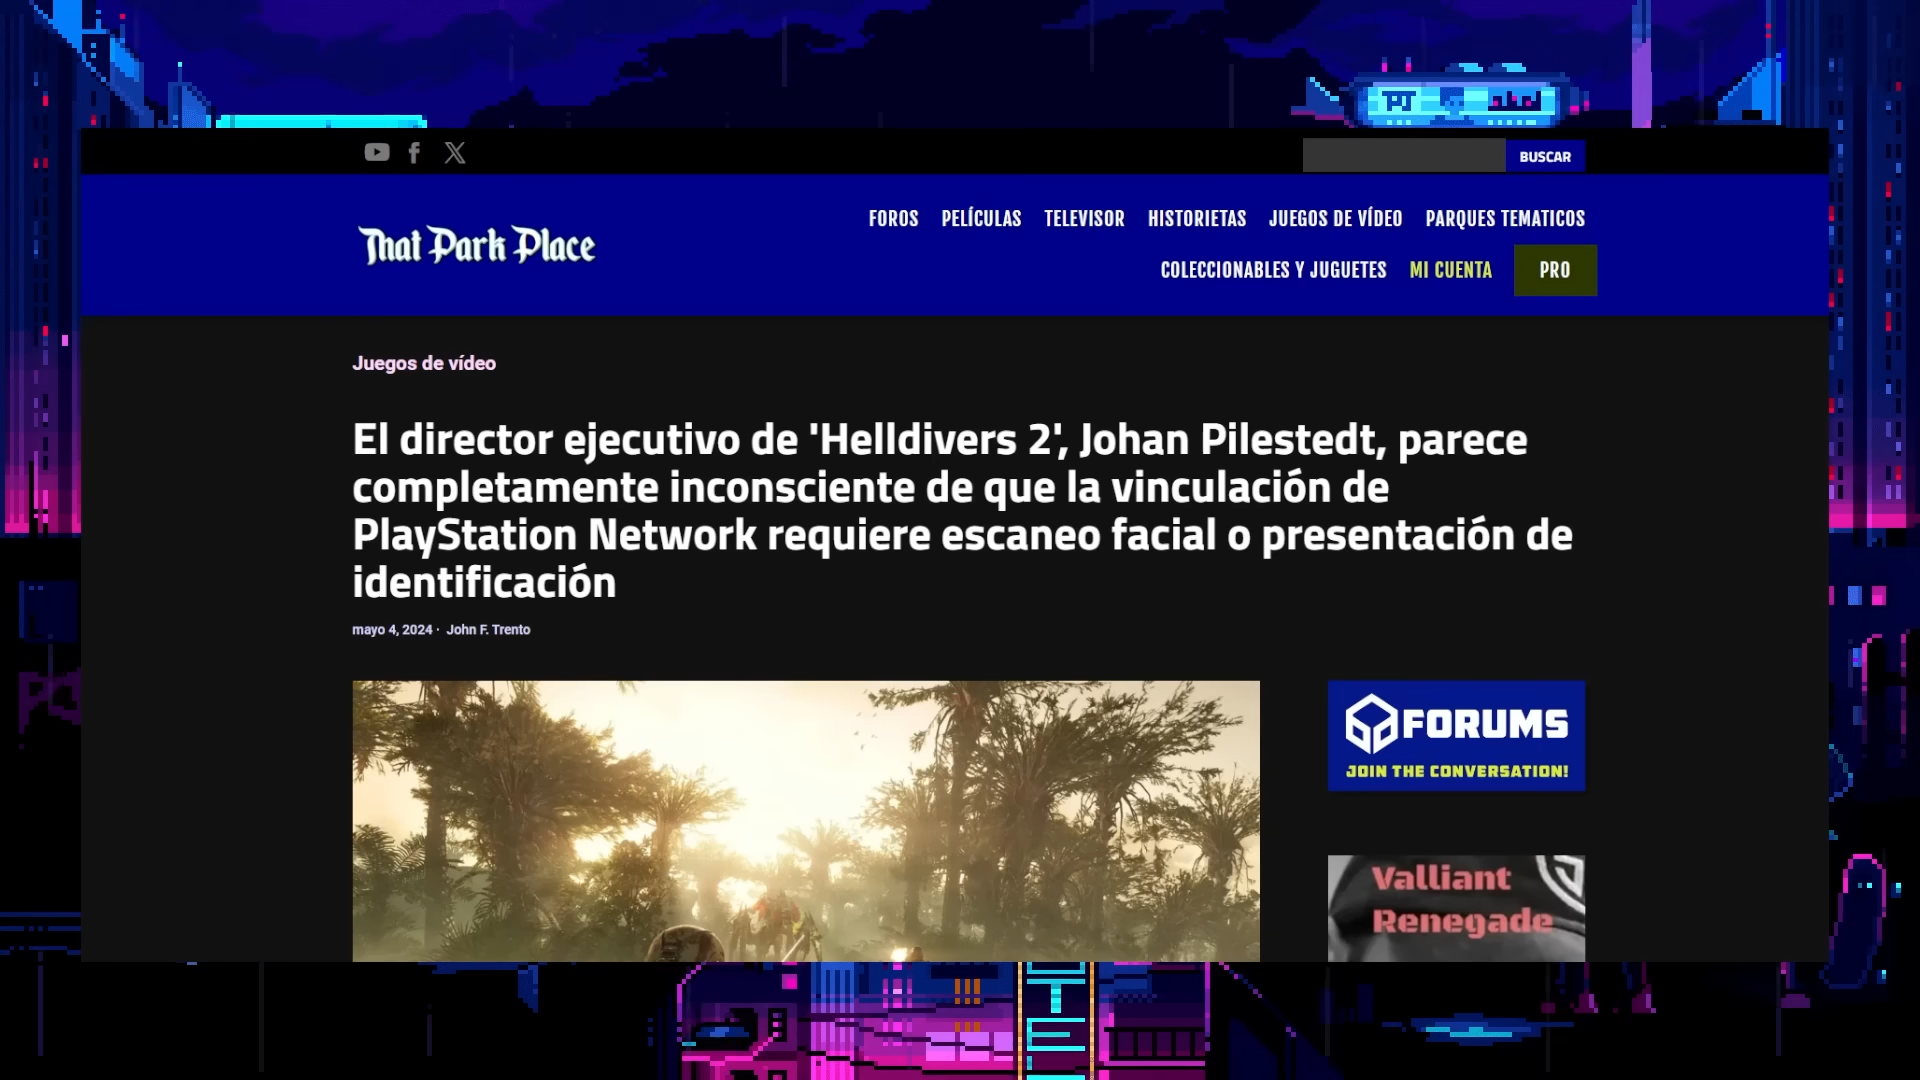 BUSCAR
That Park Place
FOROS PELÍCULAS TELEVISOR HISTORIETAS JUEGOS DE VÍDEO PARQUES TEMATICOS
COLECCIONABLES Y JUGUETES MI CUENTA PRO
Juegos de vídeo
El director ejecutivo de 'Helldivers 2', Johan Pilestedt, parece
completamente inconsciente de que la vinculación de
PlayStation Network requiere escaneo facial o presentación de
identificación
mayo 4, 2024 · John F. Trento
FORUMS
JOIN THE CONVERSATION!
Valliant
Renegade